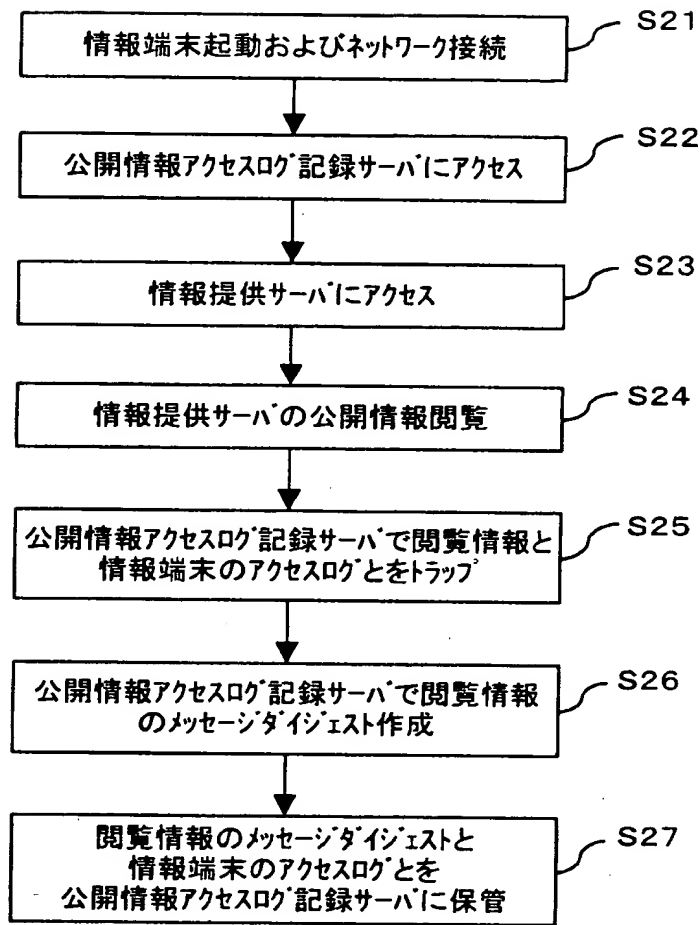 S21
情報端末起動およびネットワーク接続
S22
公開情報アクセスログ記録サーバにアクセス
S23
情報提供サーバにアクセス
S24
情報提供サーバの公開情報閲覧
S25
公開情報アクセスログ記録サーバで閲覧情報と
情報端末のアクセスログとをトラップ
S26
公開情報アクセスログ記録サーバで閲覧情報
のメッセージダイジェスト作成
S27
閲覧情報のメッセージダイジェストと
情報端末のアクセスログとを
公開情報アクセスログ記録サーバに保管